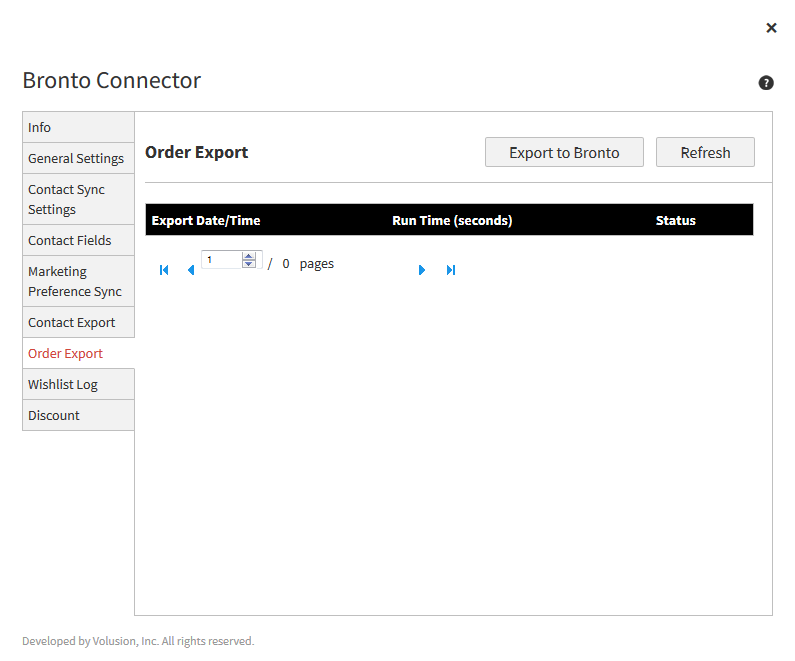 Bronto Connector
Info
General Settings
Contact Sync
Settings
Contact Fields
Marketing
Preference Sync
Contact Export
Order Export
Wishlist Log
Discount
Order Export
Export to Bronto
Refresh
Export Date/Time Run Time (seconds) Status
1 / 0 pages
Developed by Volusion, Inc. All rights reserved.